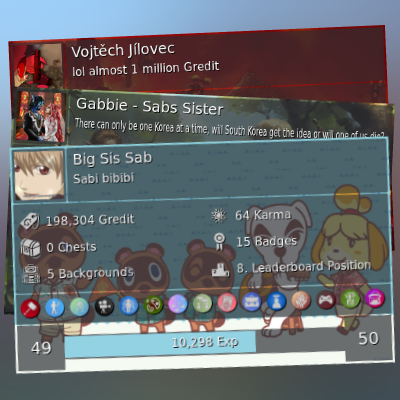 Vojtěch Jílovec
lol almost 1 million Gredit
Gabbie - Sabs Sister
There can only be one Korea at a time, will South Korea get the idea or will one of us die?
Big Sis Sab
Sabi bibibi
198,304 Gredit
64 Karma
0 Chests
15 Badges
5 Backgrounds
8. Leaderboard Position
49
10,298 Exp
50